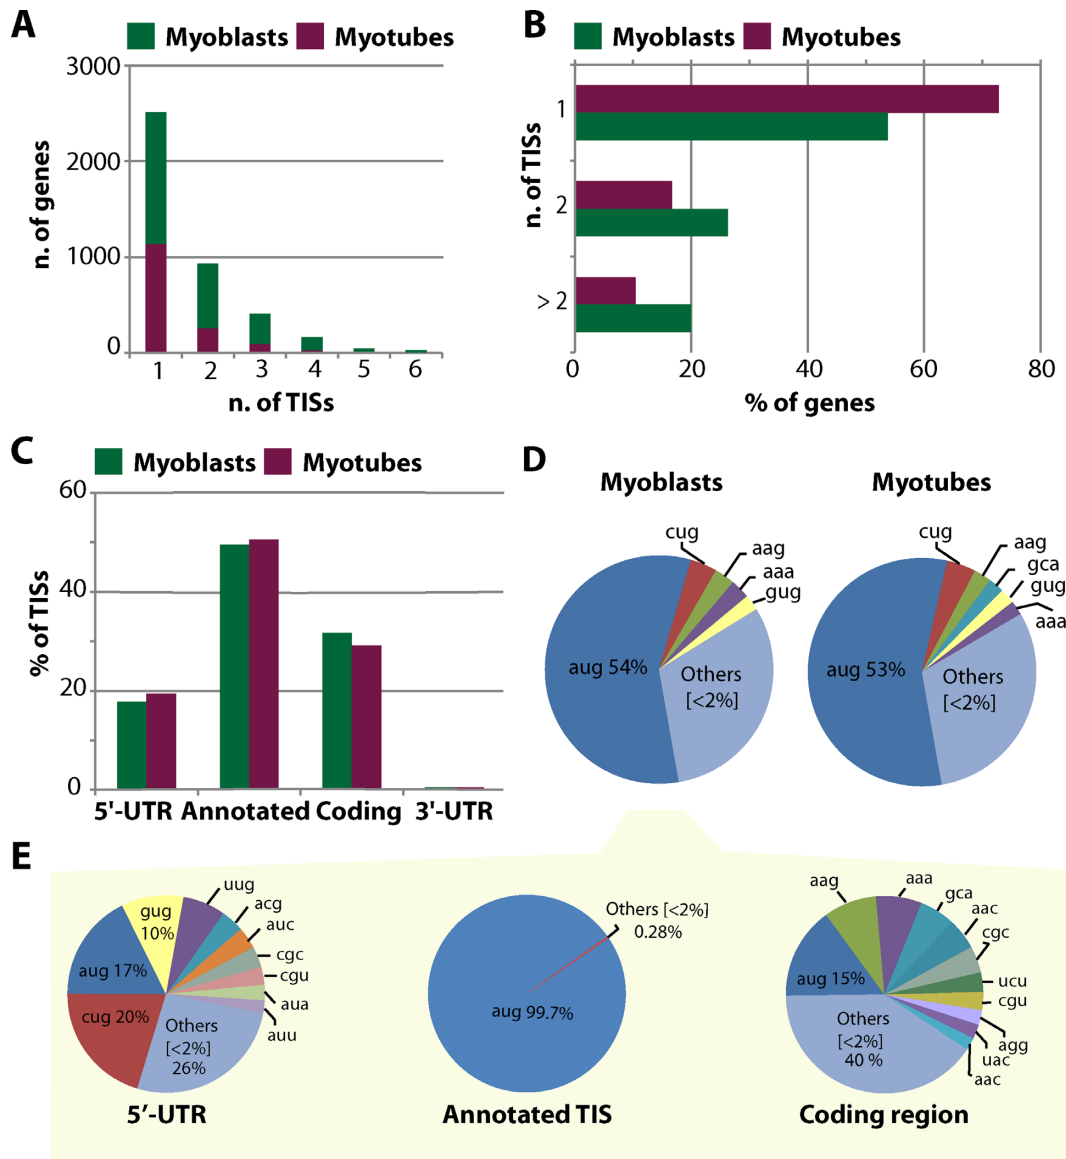 A
Myoblasts Myotubes
3000
2000
1000
0
n. of genes
1 2 3 4 5 6
n. of TISs
B
Myoblasts Myotubes
n. of TISs
1
2
> 2
0 20 40 60 80
% of genes
C
Myoblasts Myotubes
60
40
20
0
% of TISs
5'-UTR Annotated Coding 3'-UTR
D
Myoblasts
cug
aag
aaa
gug
aug 54%
Others
[<2%]
Myotubes
cug
aag
gca
gug
aaa
aug 53%
Others
[<2%]
E
gug
10%
uug
acg
auc
cgc
cgu
aua
auu
aug 17%
cug 20%
Others
[<2%]
26%
5’-UTR
Others [<2%]
0.28%
aug 99.7%
Annotated TIS
aag
aaa
gca
aac
cgc
ucu
cgu
agg
uac
aac
aug 15%
Others
[<2%]
40 %
Coding region